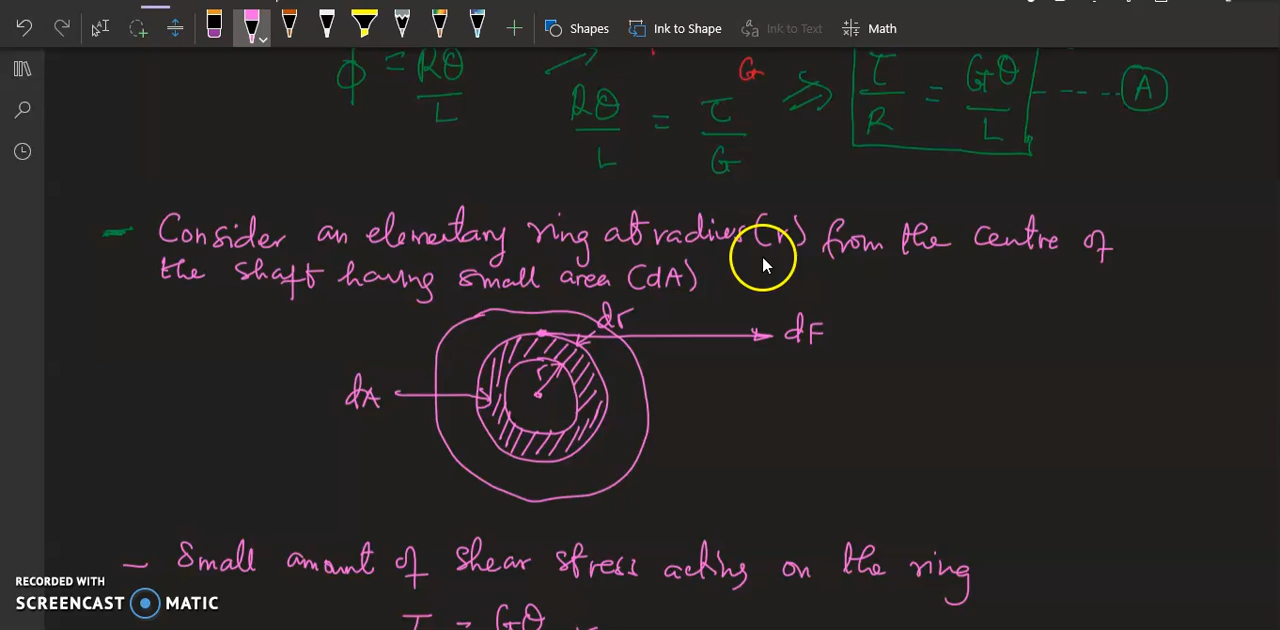 Shapes Ink to Shape Ink to Text Math
ϕ = Rθ/L
G
Rθ/L = τ/G
τ/R = Gθ/L ---- A
- Consider an elementary ring at radius (r) from the centre of
the shaft having small area (dA)
dr
dF
r
dA
- Small amount of shear stress acting on the ring
= Gθ
RECORDED WITH
SCREENCAST MATIC